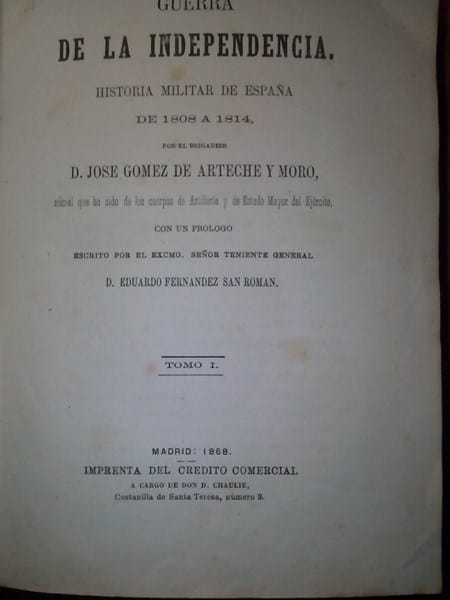 GUERRA
DE LA INDEPENDENCIA.
HISTORIA MILITAR DE ESPAÑA
DE 1808 A 1814,
POR EL BRIGADIER
D. JOSE GOMEZ DE ARTECHE Y MORO,
oficial que ha sido de los cuerpos de Artillería y de Estado Mayor del Ejército,
CON UN PROLOGO
ESCRITO POR EL EXCMO. SEÑOR TENIENTE GENERAL
D. EDUARDO FERNANDEZ SAN ROMAN.
TOMO I.
MADRID: 1868.
IMPRENTA DEL CREDITO COMERCIAL
A CARGO DE DON D. CHAULIE,
Costanilla de Santa Teresa, número 3.